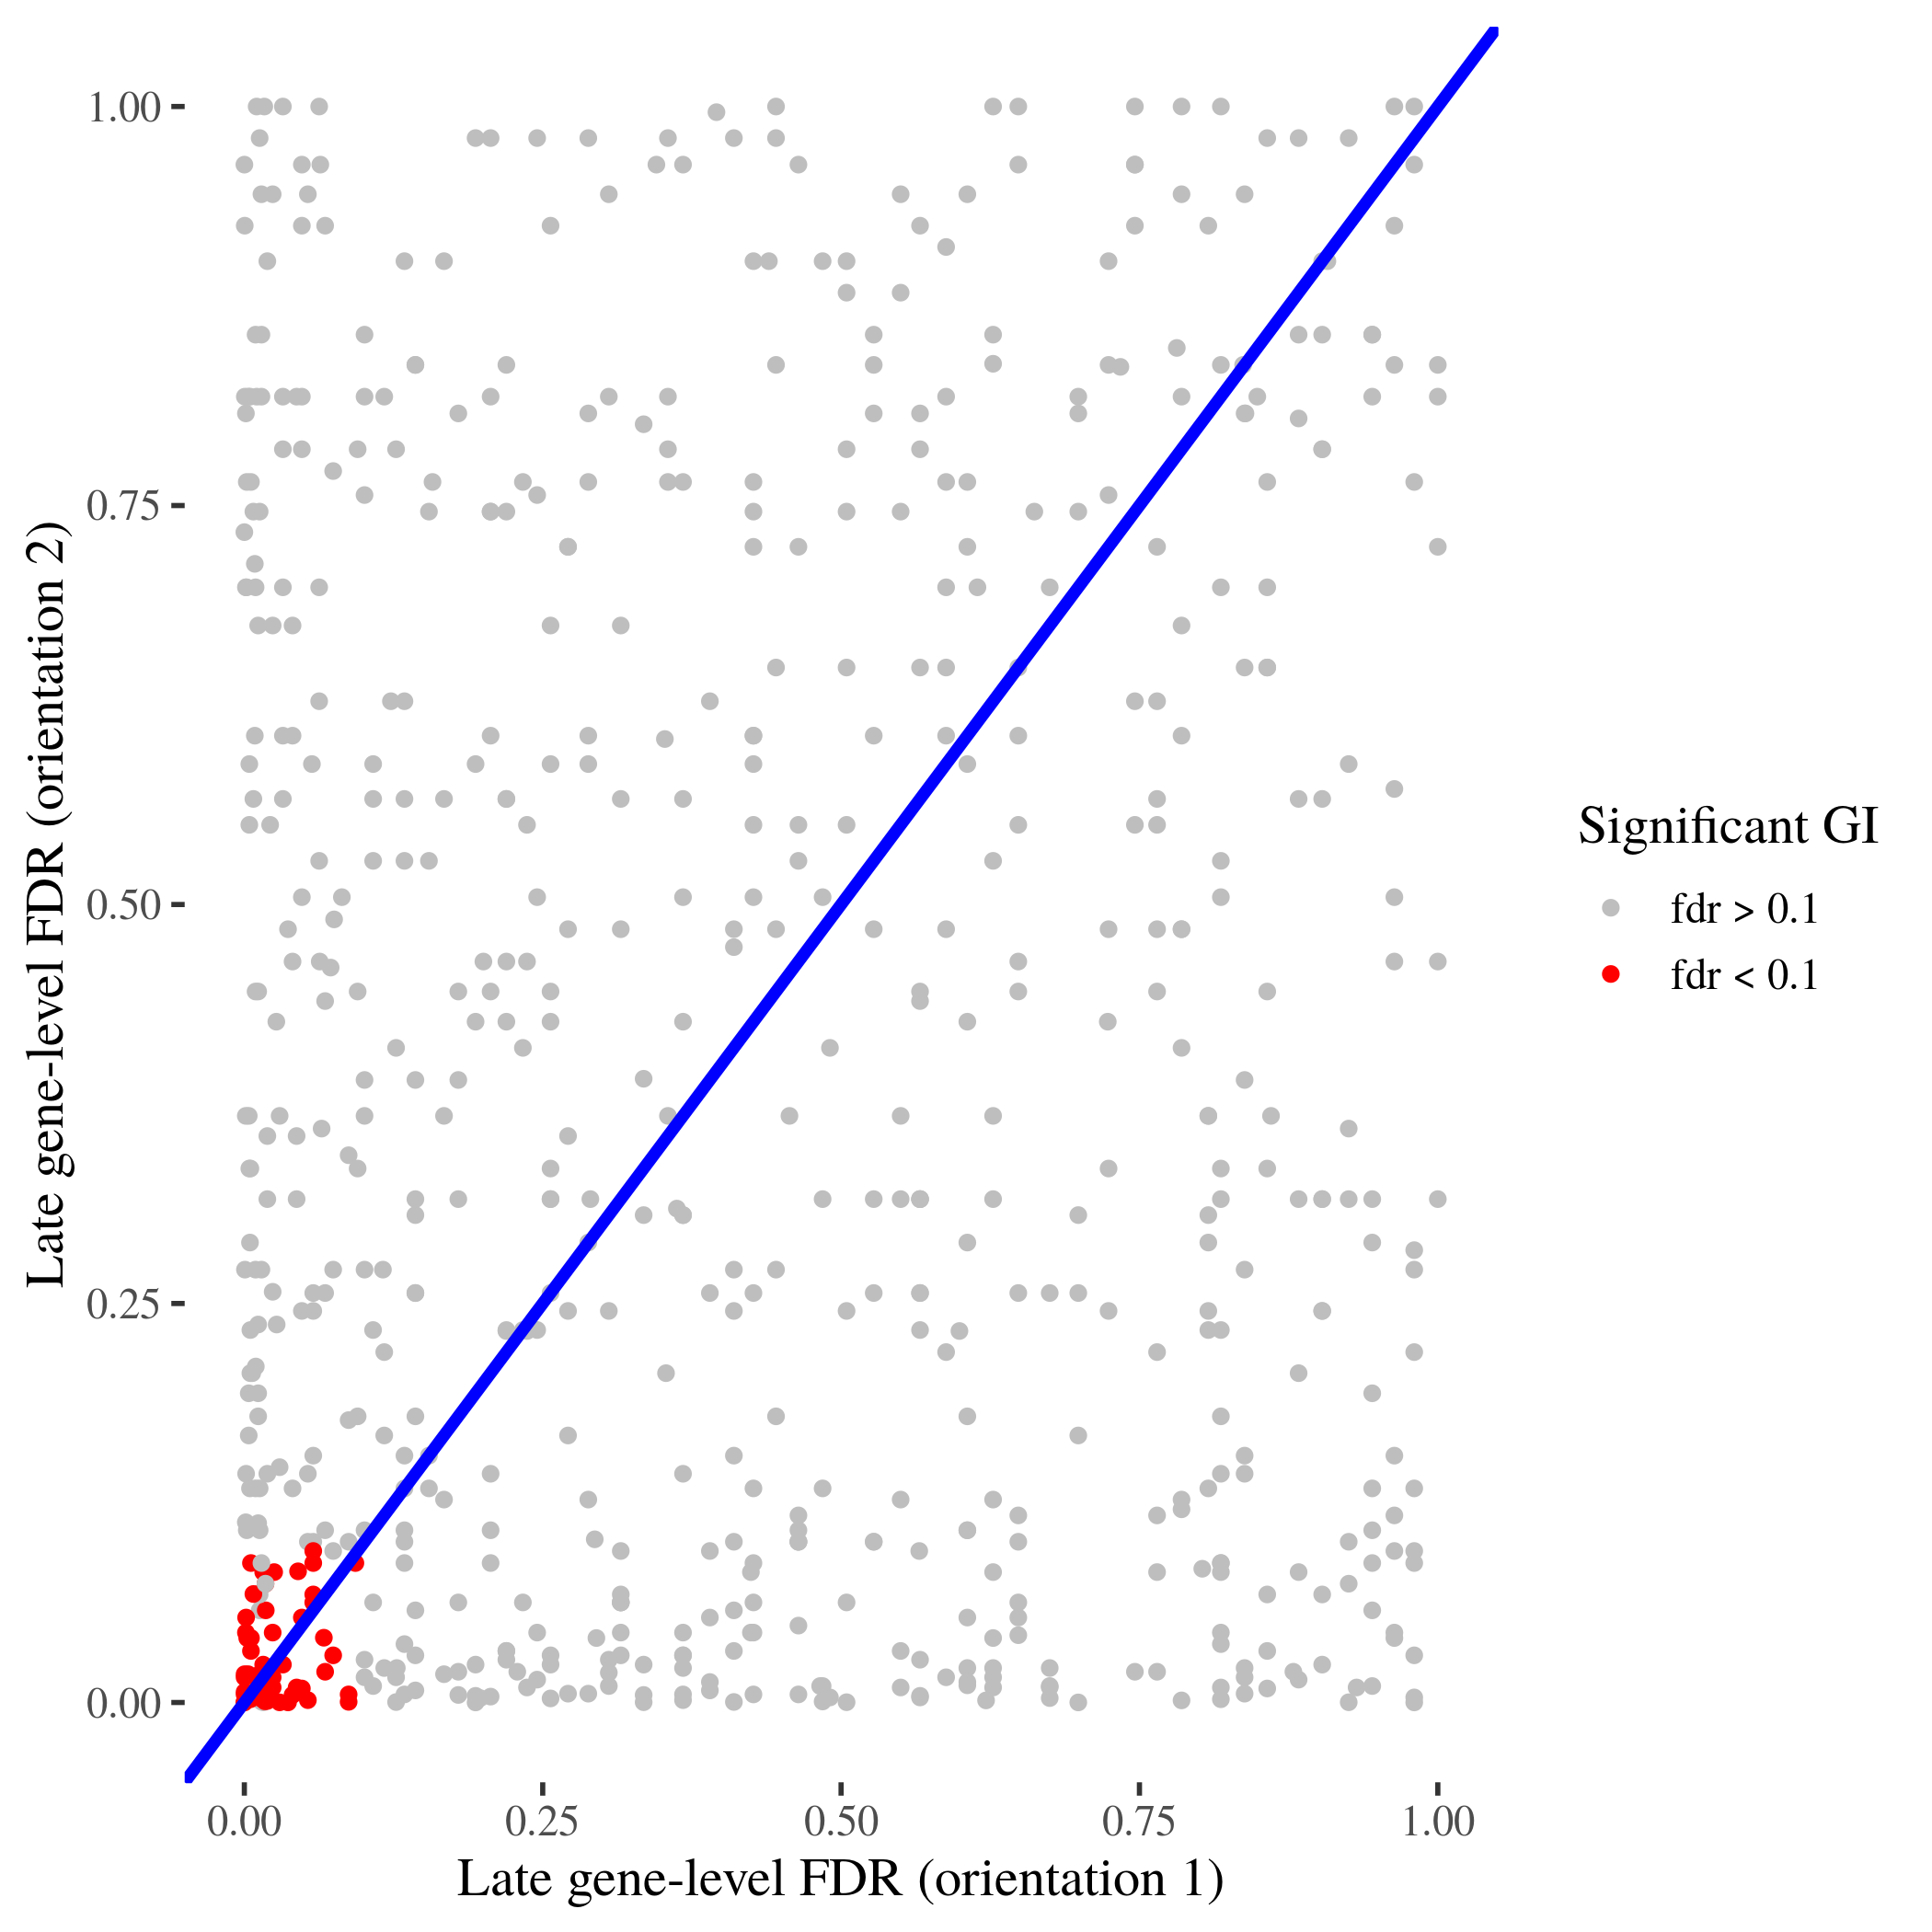 Late gene-level FDR (orientation 2)
1.00
0.75
0.50
0.25
0.00
0.00 0.25 0.50 0.75 1.00
Late gene-level FDR (orientation 1)
Significant GI
fdr > 0.1
fdr < 0.1